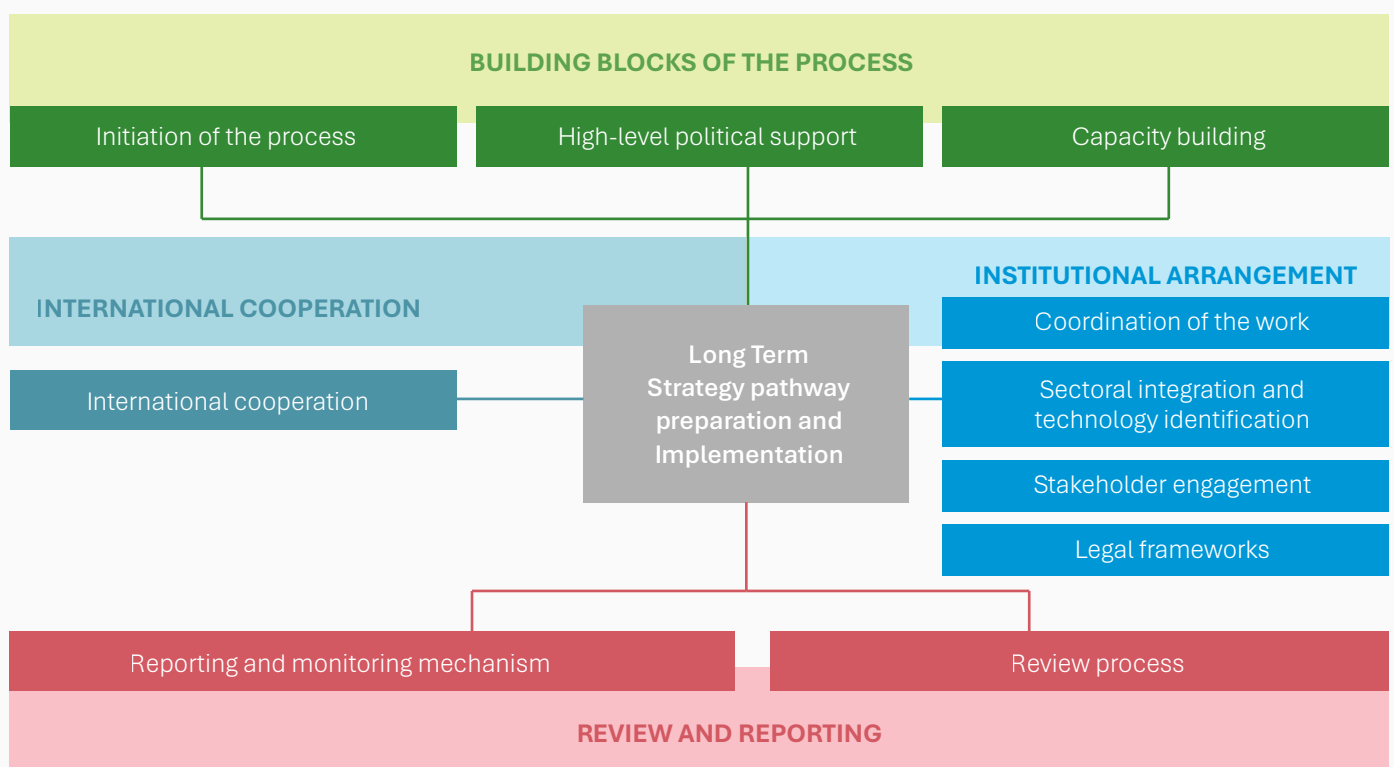 BUILDING BLOCKS OF THE PROCESS
Initiation of the process
High-level political support
Capacity building
INTERNATIONAL COOPERATION
International cooperation
Long Term
Strategy pathway
preparation and
Implementation
INSTITUTIONAL ARRANGEMENT
Coordination of the work
Sectoral integration and
technology identification
Stakeholder engagement
Legal frameworks
Reporting and monitoring mechanism
Review process
REVIEW AND REPORTING